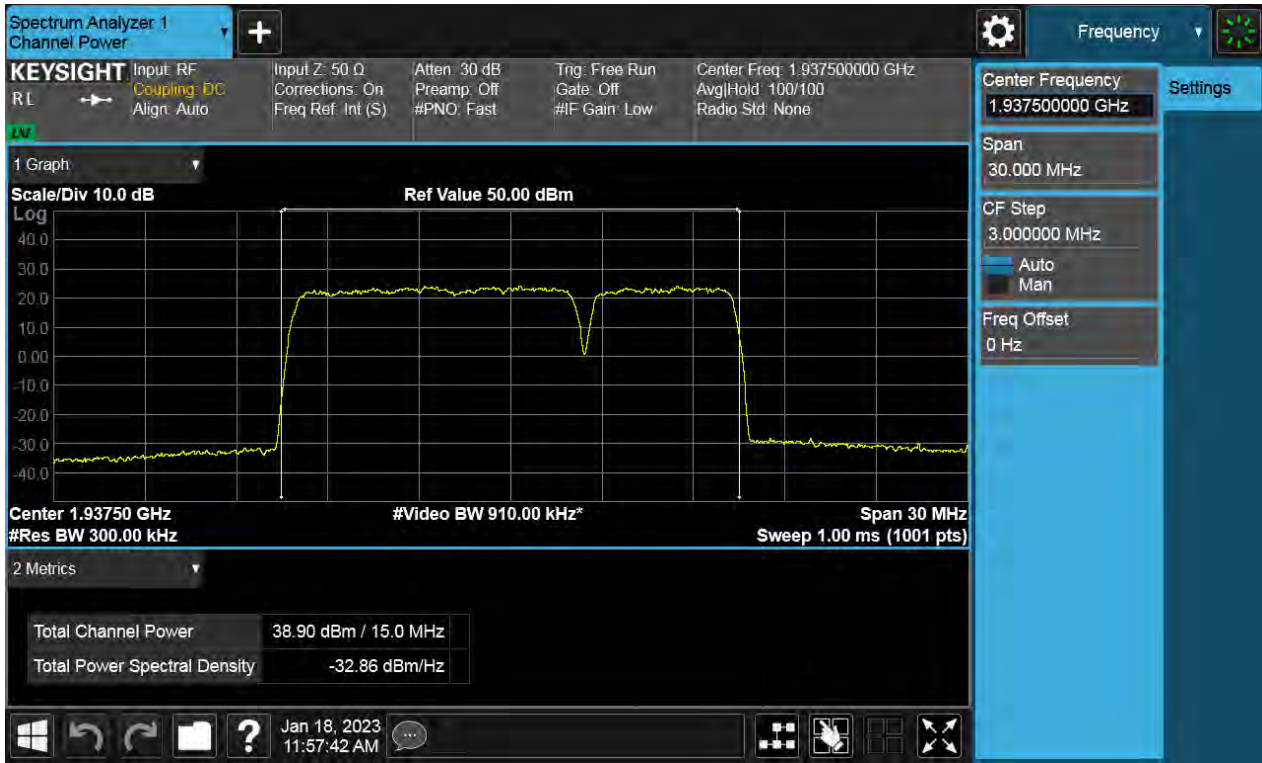 Spectrum Analyzer 1
Channel Power
Frequency
KEYSIGHT
Input: RF
Coupling: DC
Align: Auto
Input Z: 50 Ω
Corrections: On
Freq Ref: Int (S)
Atten: 30 dB
Preamp: Off
#PNO: Fast
Trig: Free Run
Gate: Off
#IF Gain: Low
Center Freq: 1.937500000 GHz
Avg|Hold: 100/100
Radio Std: None
RL
Center Frequency
1.937500000 GHz
Settings
Span
30.000 MHz
CF Step
3.000000 MHz
Auto
Man
Freq Offset
0 Hz
1 Graph
Scale/Div 10.0 dB
Ref Value 50.00 dBm
Log
40.0
30.0
20.0
10.0
0.00
-10.0
-20.0
-30.0
-40.0
Center 1.93750 GHz
#Video BW 910.00 kHz*
Span 30 MHz
#Res BW 300.00 kHz
Sweep 1.00 ms (1001 pts)
2 Metrics
Total Channel Power
38.90 dBm / 15.0 MHz
Total Power Spectral Density
-32.86 dBm/Hz
?
Jan 18, 2023
11:57:42 AM